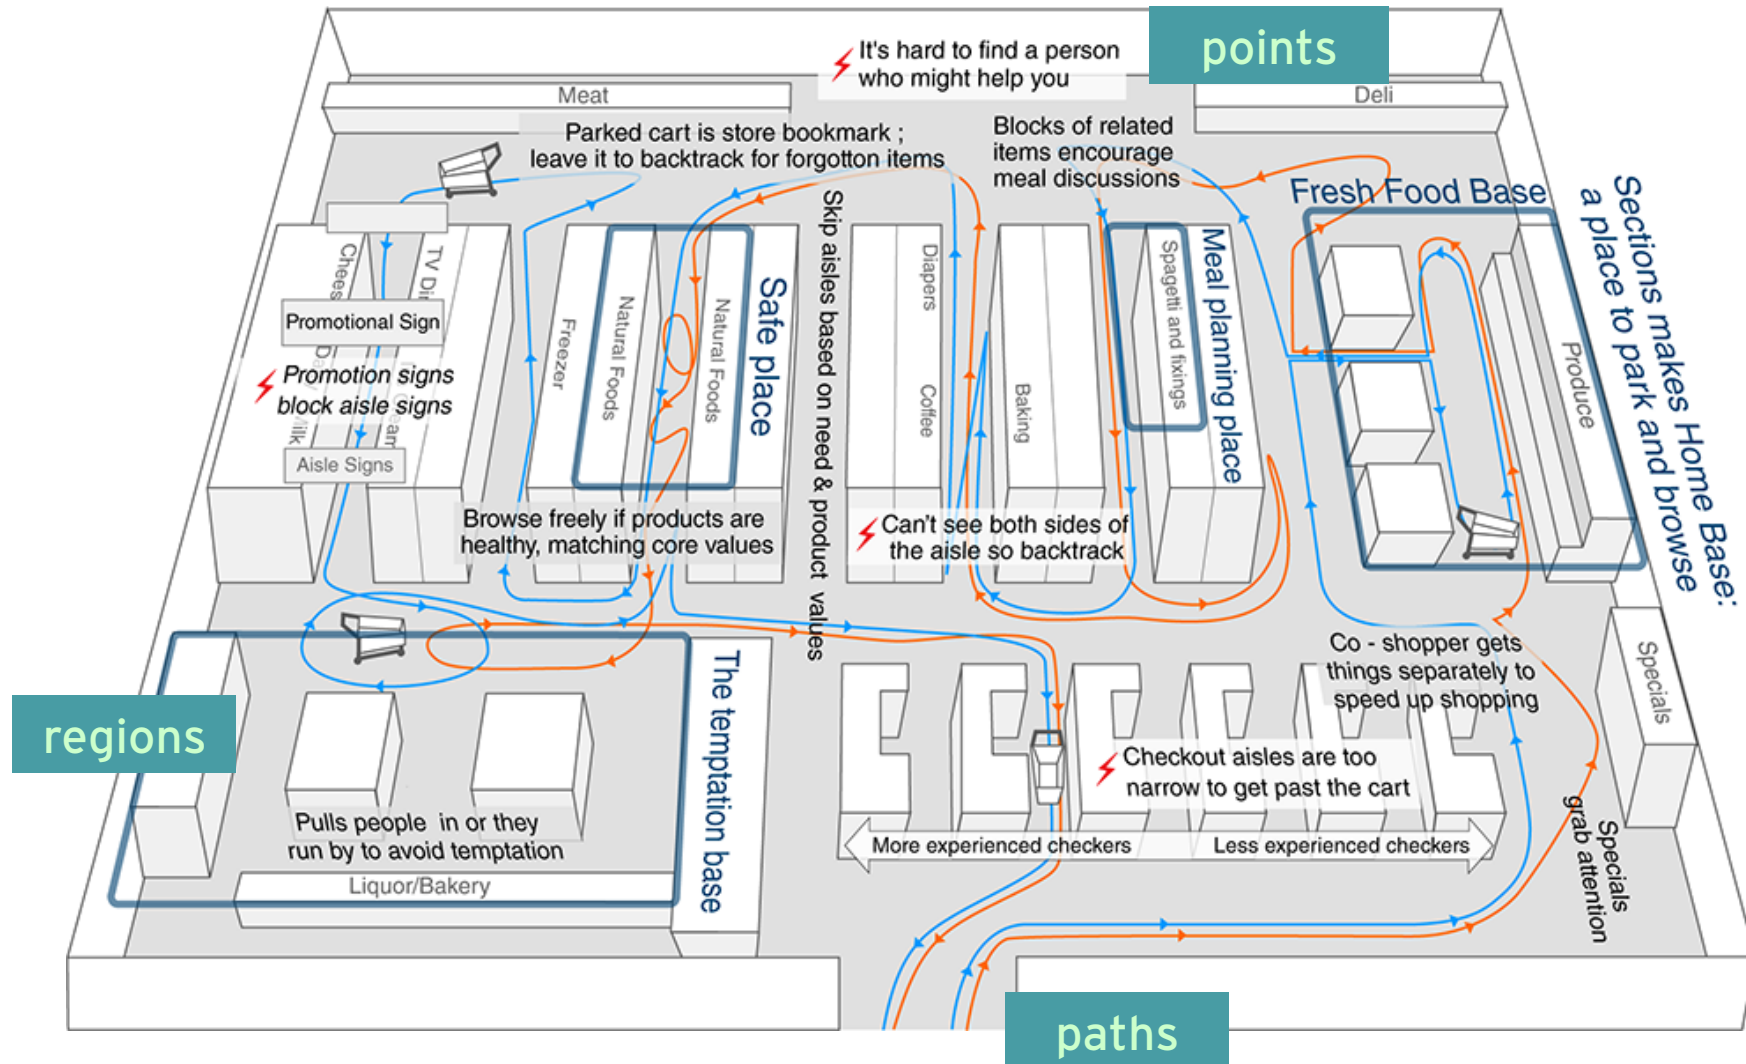 points
It's hard to find a person
who might help you
Meat
Deli
Parked cart is store bookmark ;
leave it to backtrack for forgotton items
Blocks of related
items encourage
meal discussions
Fresh Food Base
Sections makes Home Base:
a place to park and browse
Chees
Milk
TV Di
Promotional Sign
Promotion signs
block aisle signs
Aisle Signs
Freezer
Natural Foods
Natural Foods
Safe place
Skip aisles based on need & product values
Diapers
Coffee
Baking
Spagetti and fixings
Meal planning place
Produce
Browse freely if products are
healthy, matching core values
Can't see both sides of
the aisle so backtrack
Co - shopper gets
things separately to
speed up shopping
Specials
regions
The temptation base
Checkout aisles are too
narrow to get past the cart
Pulls people in or they
run by to avoid temptation
More experienced checkers
Less experienced checkers
Specials
grab attention
Liquor/Bakery
paths